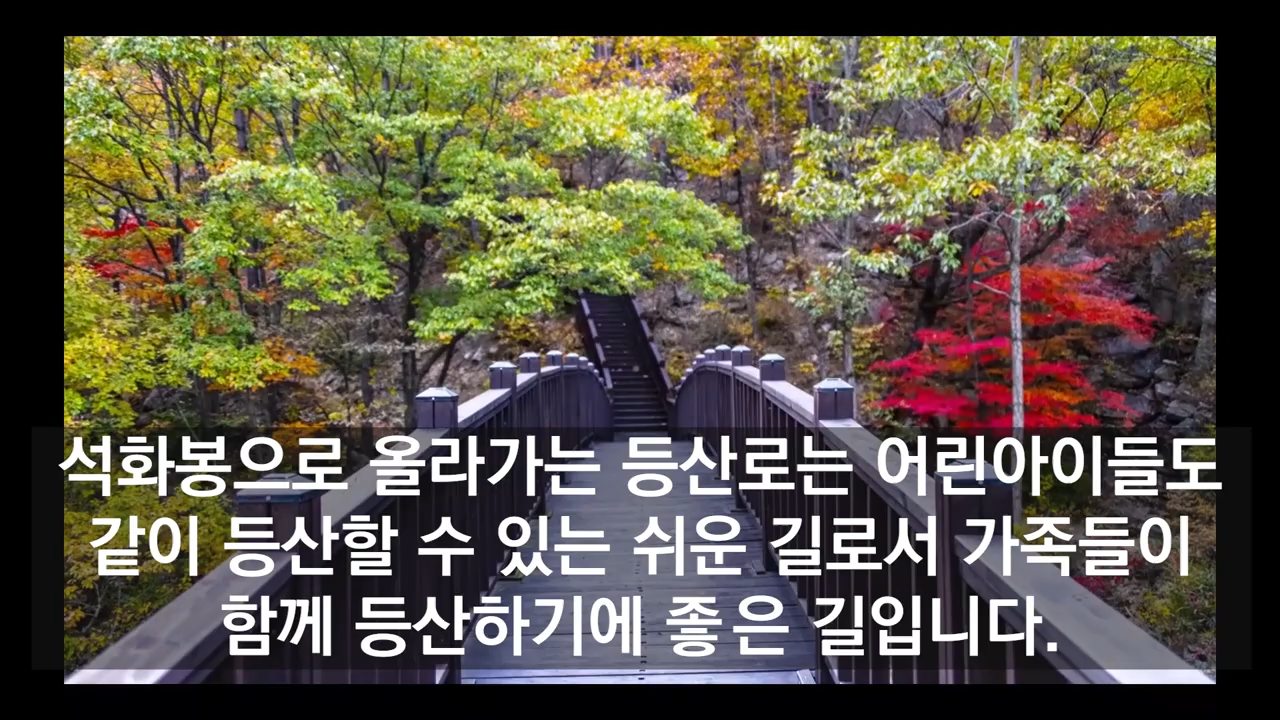 석화봉으로 올라가는 등산로는 어린아이들도
같이 등산할 수 있는 쉬운 길로서 가족들이
함께 등산하기에 좋은 길입니다.